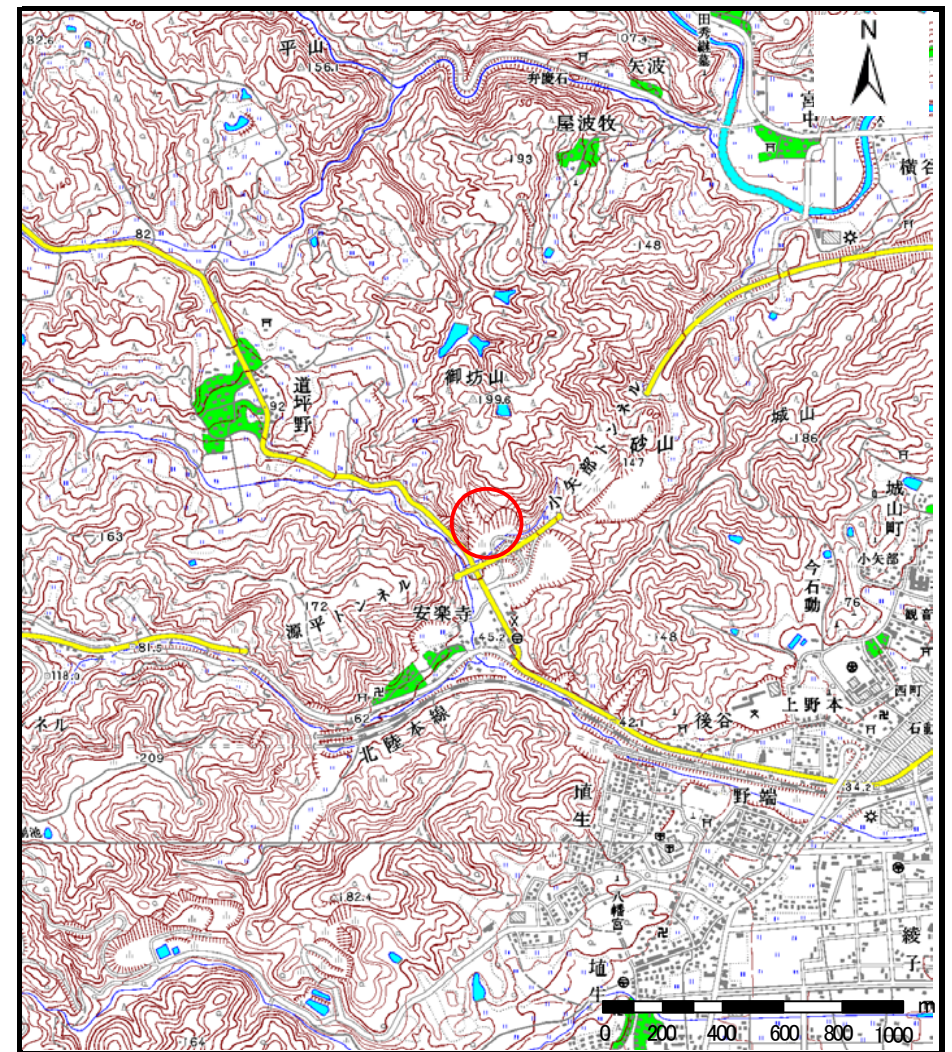 N
平山
156.1
107.4
田秀継墓
宮中
矢波
弁慶石
屋波牧
193
横谷
148
82
御坊山
199.6
道坪野
92
小矢部トンネル
砂山
147
城山
186
城山町
163
小矢部
今石動
76
観音
172
源平トンネル
安楽寺
45.2
148
81.5
118.0
62
北陸本線
ネル
209
42.1
後谷
上野本
西町
石動
34.2
野端
埴生
182.4
八幡宮
綾子
埴生
164
m
0 200 400 600 800 1000